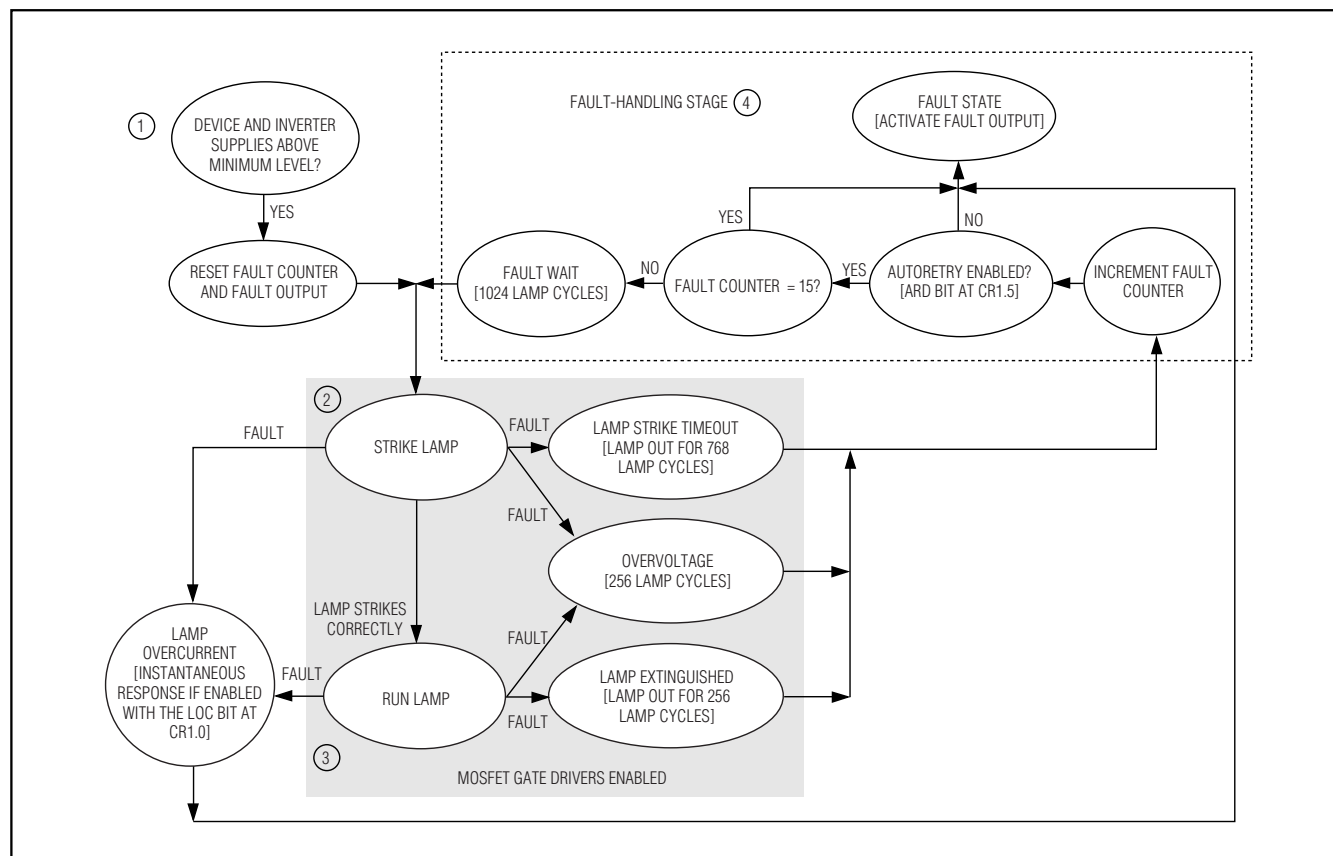 FAULT-HANDLING STAGE 4
FAULT STATE
[ACTIVATE FAULT OUTPUT]
1
DEVICE AND INVERTER
SUPPLIES ABOVE
MINIMUM LEVEL?
YES
YES
NO
RESET FAULT COUNTER
AND FAULT OUTPUT
FAULT WAIT
[1024 LAMP CYCLES]
NO
FAULT COUNTER = 15?
YES
AUTORETRY ENABLED?
[ARD BIT AT CR1.5]
INCREMENT FAULT
COUNTER
2
FAULT
STRIKE LAMP
FAULT
LAMP STRIKE TIMEOUT
[LAMP OUT FOR 768
LAMP CYCLES]
FAULT
OVERVOLTAGE
[256 LAMP CYCLES]
LAMP STRIKES
CORRECTLY
FAULT
LAMP
OVERCURRENT
[INSTANTANEOUS
RESPONSE IF ENABLED
WITH THE LOC BIT AT
CR1.0]
FAULT
RUN LAMP
FAULT
LAMP EXTINGUISHED
[LAMP OUT FOR 256
LAMP CYCLES]
3
MOSFET GATE DRIVERS ENABLED